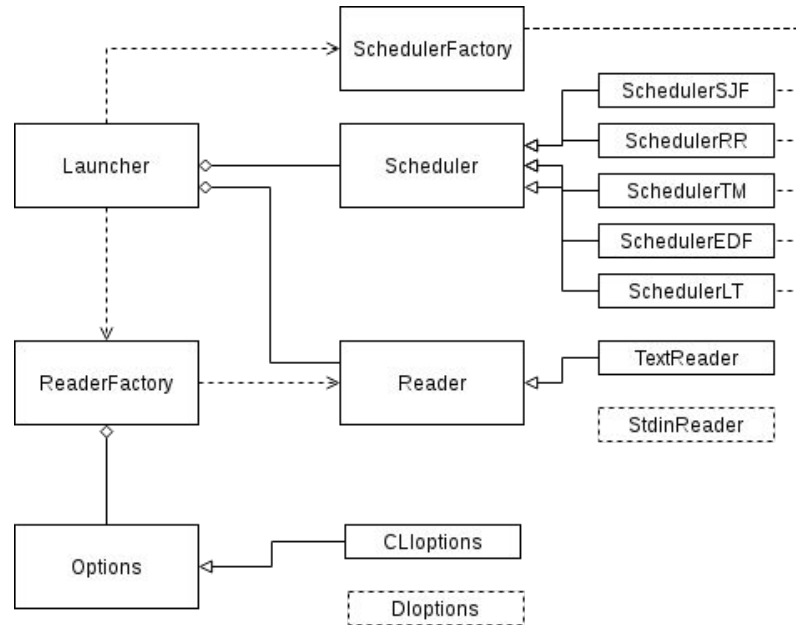 SchedulerFactory
SchedulerSJF
Launcher
Scheduler
SchedulerRR
SchedulerTM
SchedulerEDF
SchedulerLT
ReaderFactory
Reader
TextReader
StdinReader
Options
CLIoptions
DIoptions